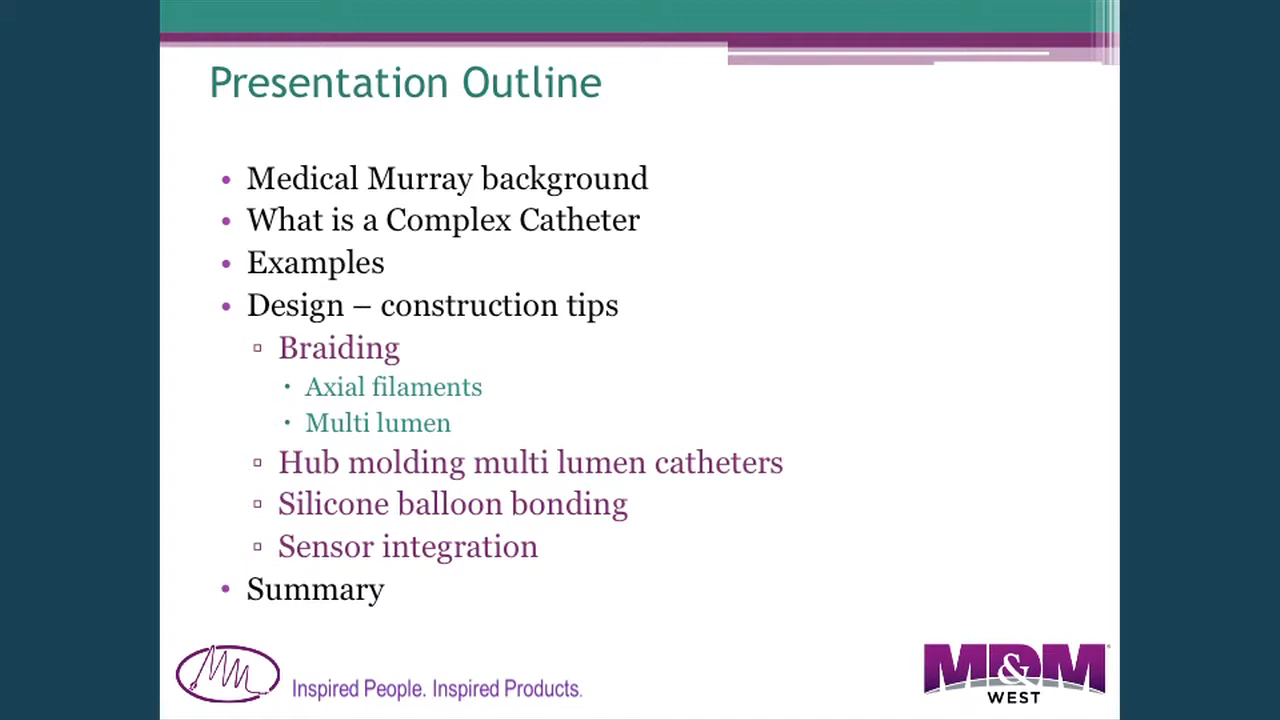 Presentation Outline
• Medical Murray background
• What is a Complex Catheter
• Examples
• Design – construction tips
▫ Braiding
• Axial filaments
• Multi lumen
▫ Hub molding multi lumen catheters
▫ Silicone balloon bonding
▫ Sensor integration
• Summary
MM
Inspired People. Inspired Products.
MD&M
WEST